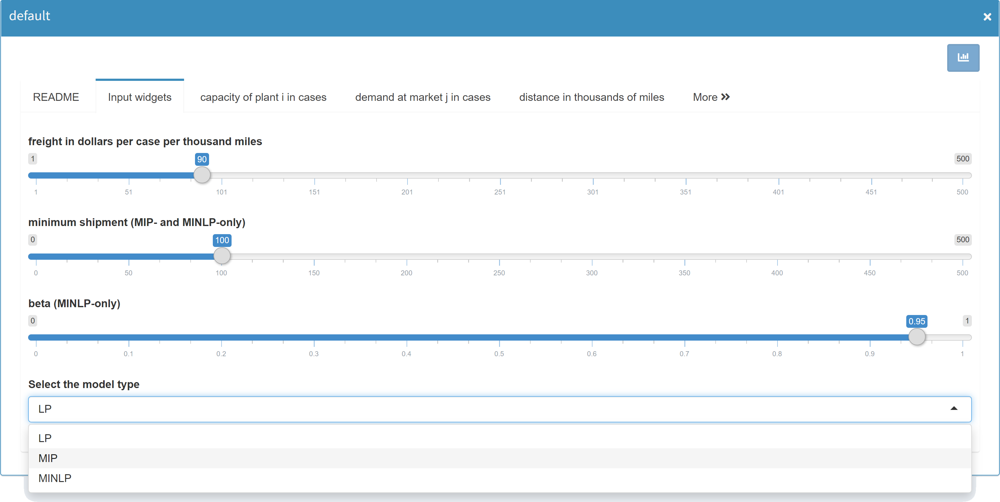 default
README Input widgets capacity of plant i in cases demand at market j in cases distance in thousands of miles More
freight in dollars per case per thousand miles
1 90 500
1 51 101 151 201 251 301 351 401 451 500
minimum shipment (MIP- and MINLP-only)
0 100 500
0 50 100 150 200 250 300 350 400 450 500
beta (MINLP-only)
0 0.95 1
0 0.1 0.2 0.3 0.4 0.5 0.6 0.7 0.8 0.9 1
Select the model type
LP
LP
MIP
MINLP